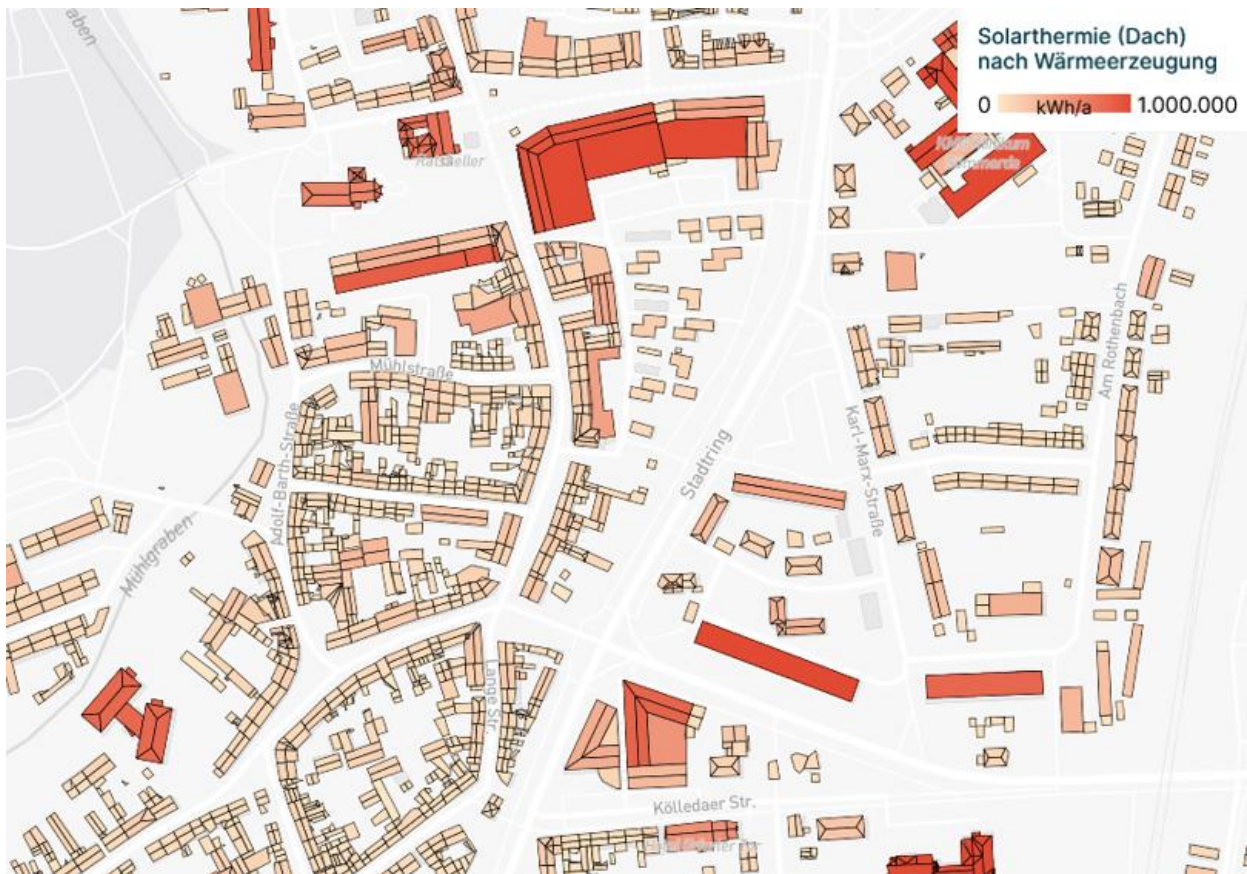 Solarthermie (Dach)
nach Wärmeerzeugung
0 kWh/a 1.000.000
Mühlstraße
Adolf-Barth-Straße
Stadtring
Karl-Marx-Straße
Am Rothenbach
Mühlgraben
Lange Str.
Kölledaer Str.